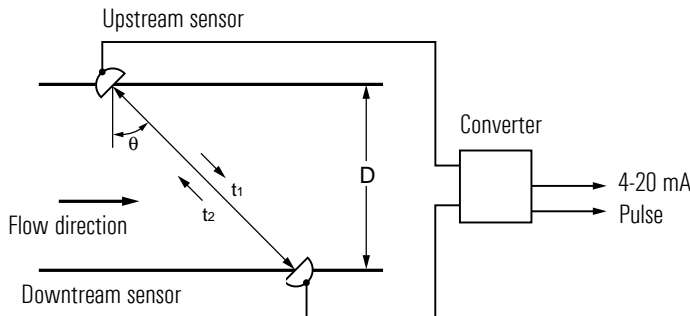 Upstream sensor
Converter
θ
D
t1
t2
4-20 mA
Pulse
Flow direction
Downtream sensor